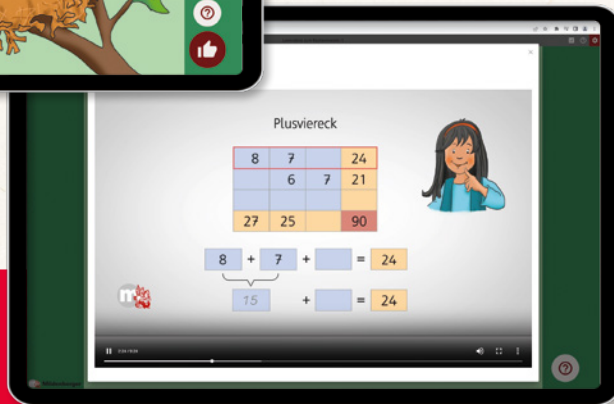 Plusviereck
8 7 24
6 7 21
27 25 90
8 + 7 + = 24
15 + = 24